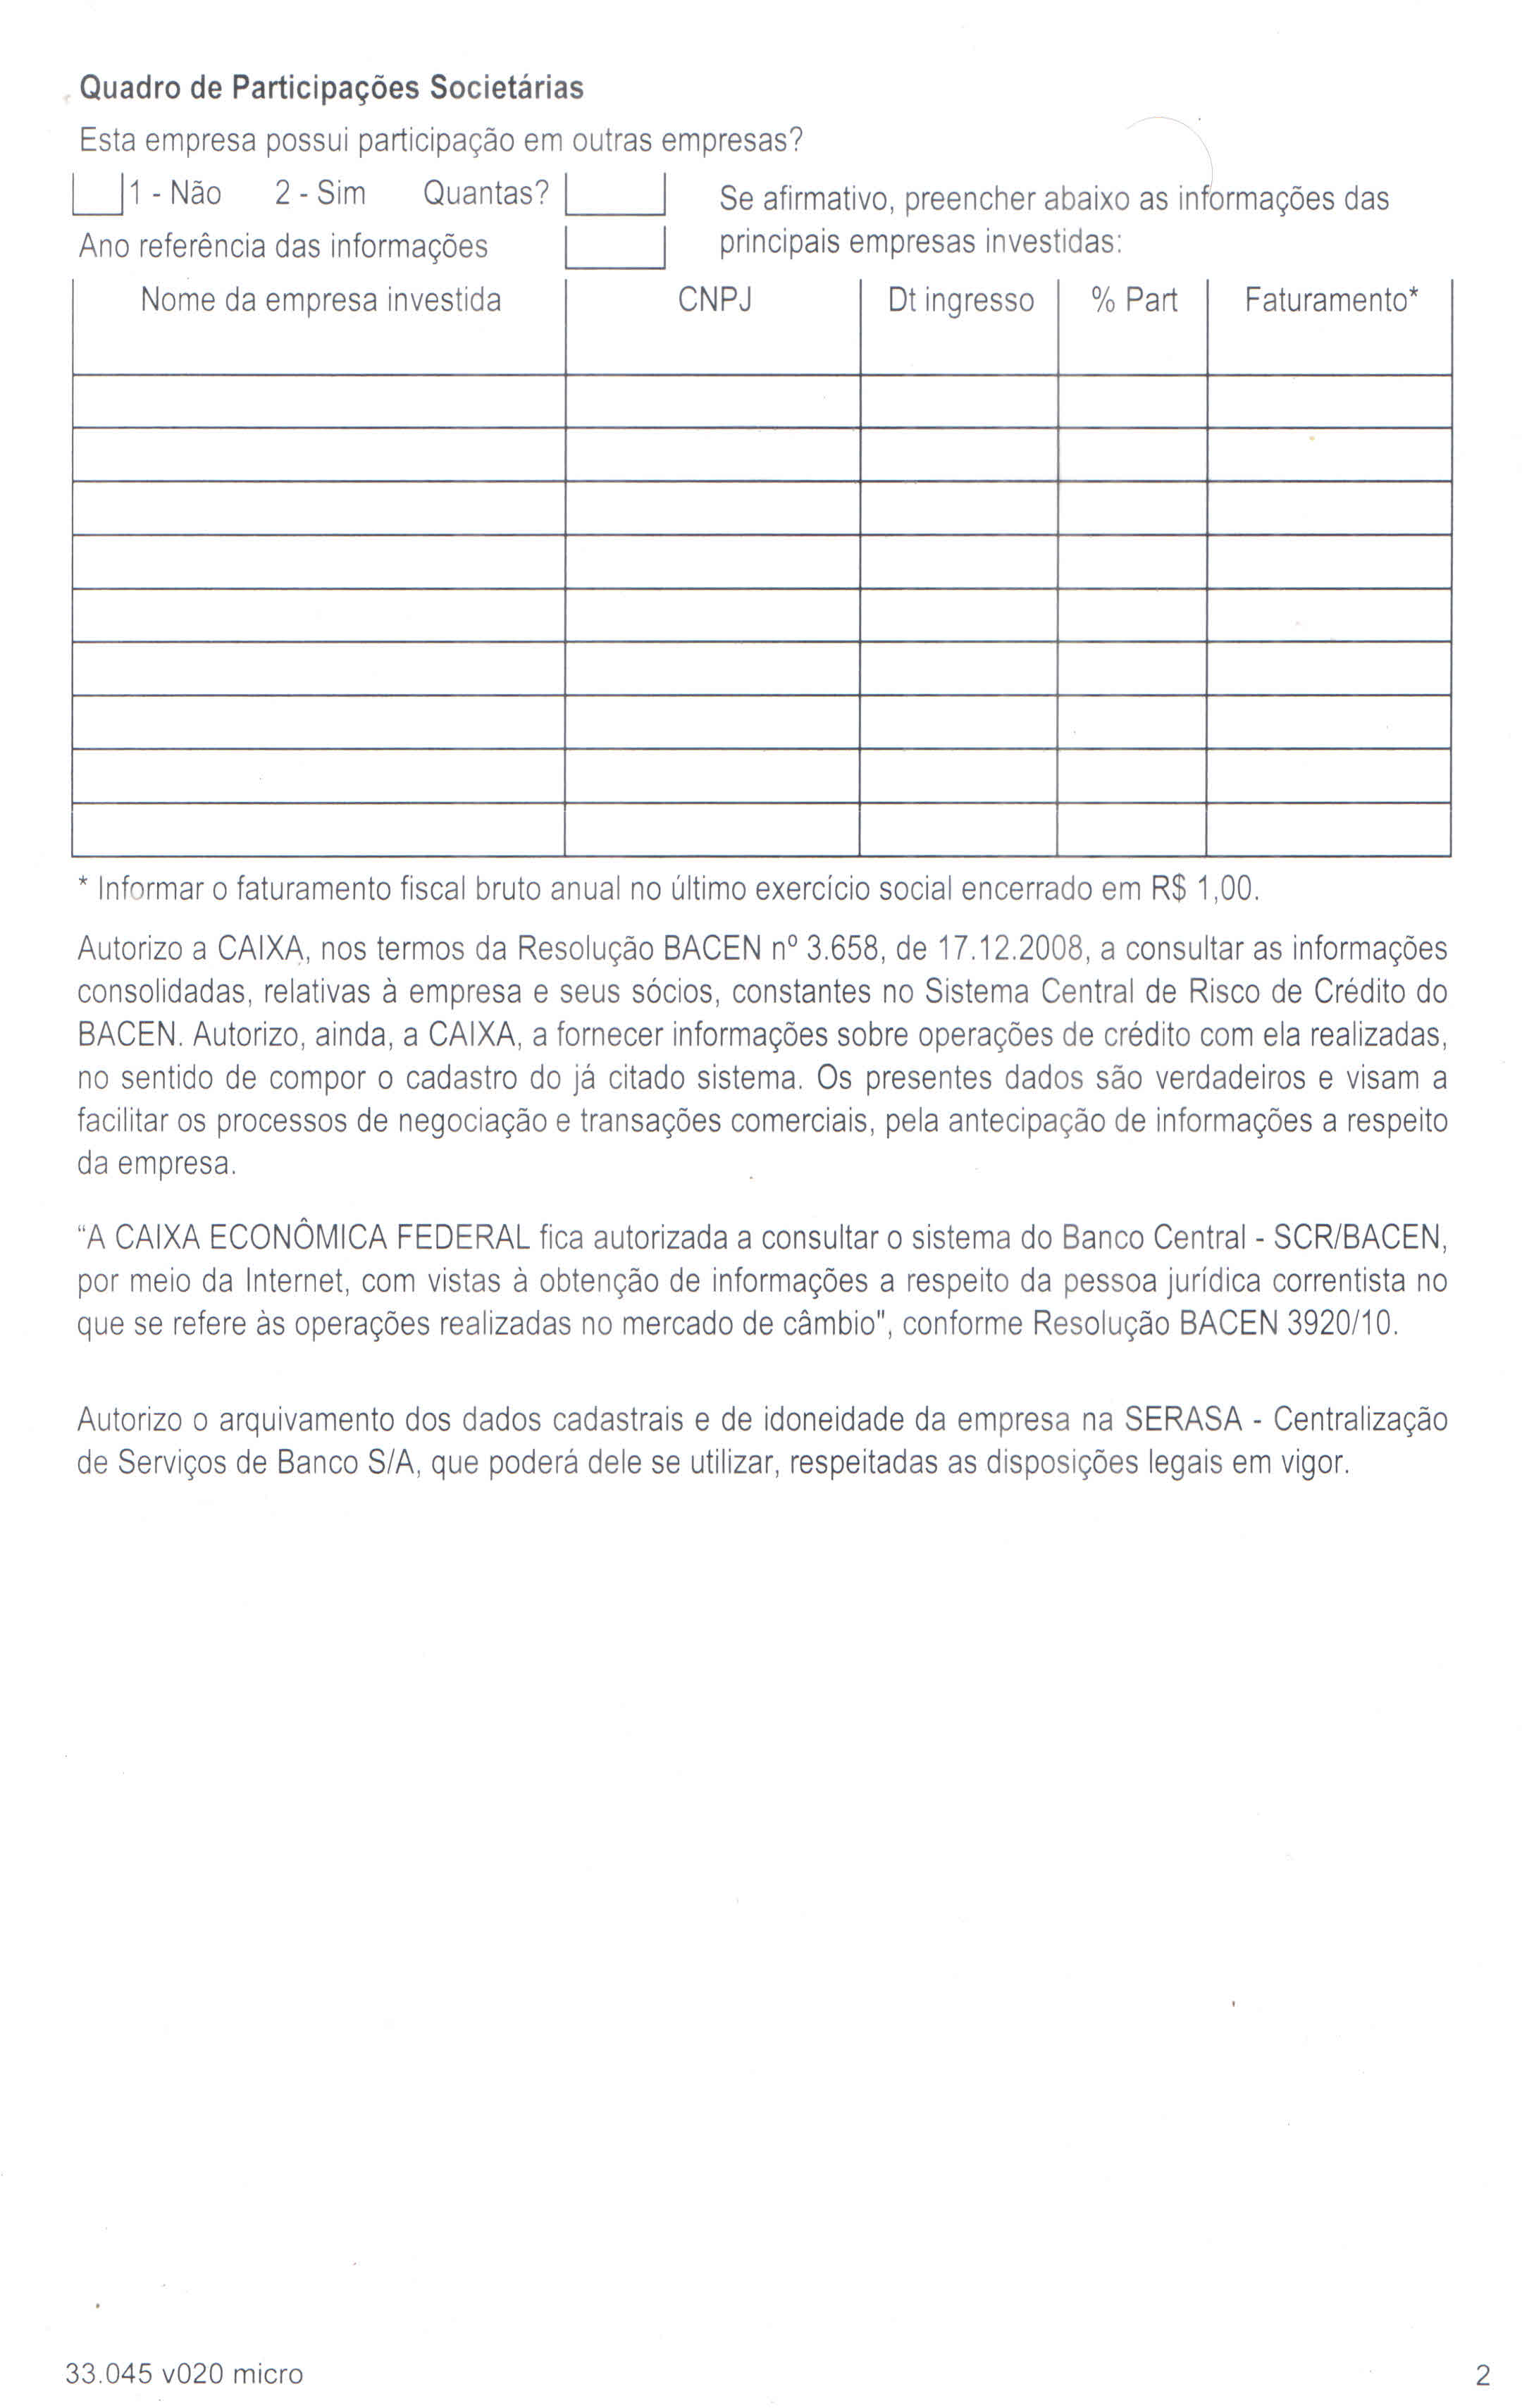 Quadro de Participações Societárias
Esta empresa possui participação em outras empresas?
1 - Não 2 - Sim Quantas?
Ano referência das informações
Se afirmativo, preencher abaixo as informações das
principais empresas investidas:
Nome da empresa investida CNPJ Dt ingresso % Part Faturamento*
* Informar o faturamento fiscal bruto anual no último exercício social encerrado em R$ 1,00.
Autorizo a CAIXA, nos termos da Resolução BACEN nº 3.658, de 17.12.2008, a consultar as informações
consolidadas, relativas à empresa e seus sócios, constantes no Sistema Central de Risco de Crédito do
BACEN. Autorizo, ainda, a CAIXA, a fornecer informações sobre operações de crédito com ela realizadas,
no sentido de compor o cadastro do já citado sistema. Os presentes dados são verdadeiros e visam a
facilitar os processos de negociação e transações comerciais, pela antecipação de informações a respeito
da empresa.
“A CAIXA ECONÔMICA FEDERAL fica autorizada a consultar o sistema do Banco Central - SCR/BACEN,
por meio da Internet, com vistas à obtenção de informações a respeito da pessoa jurídica correntista no
que se refere às operações realizadas no mercado de câmbio", conforme Resolução BACEN 3920/10.
Autorizo o arquivamento dos dados cadastrais e de idoneidade da empresa na SERASA - Centralização
de Serviços de Banco S/A, que poderá dele se utilizar, respeitadas as disposições legais em vigor.
33.045 v020 micro 2